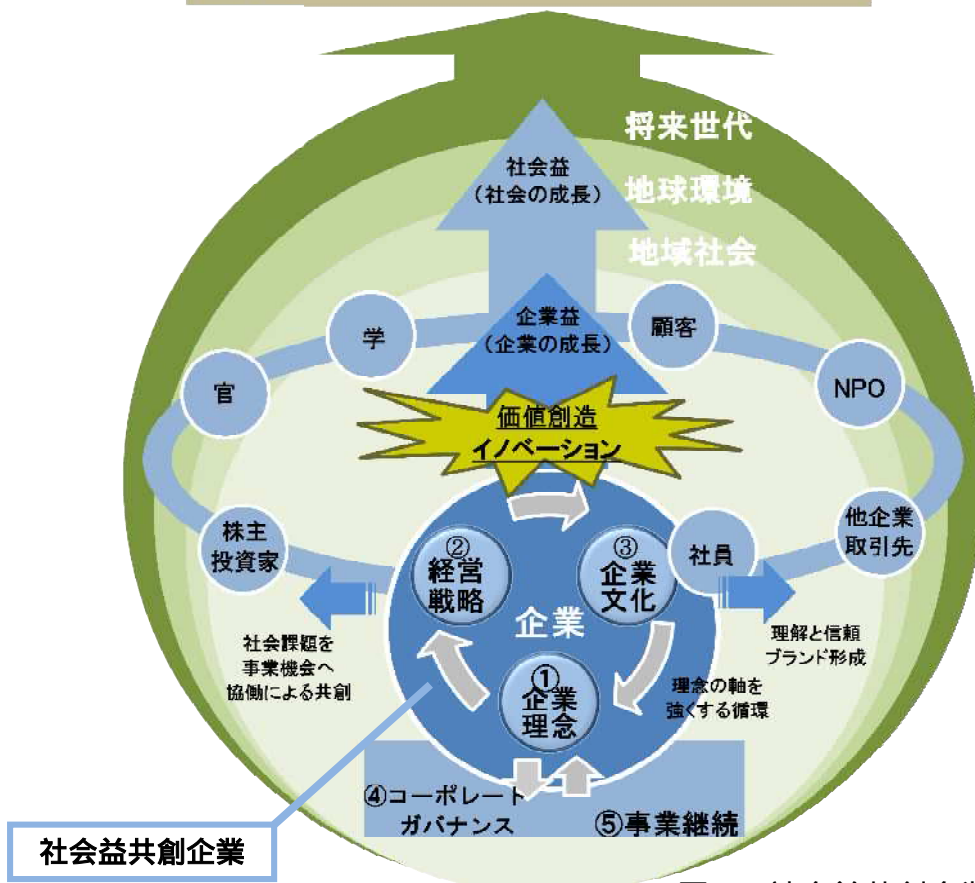 将来世代
社会益
（社会の成長）
地球環境
地域社会
企業益
（企業の成長）
学
顧客
官
NPO
価値創造
イノベーション
株主
投資家
②
経営
戦略
③
企業
文化
社員
他企業
取引先
企業
社会課題を
事業機会へ
協働による共創
理解と信頼
ブランド形成
①
企業
理念
理念の軸を
強くする循環
④コーポレート
ガバナンス
⑤事業継続
社会益共創企業